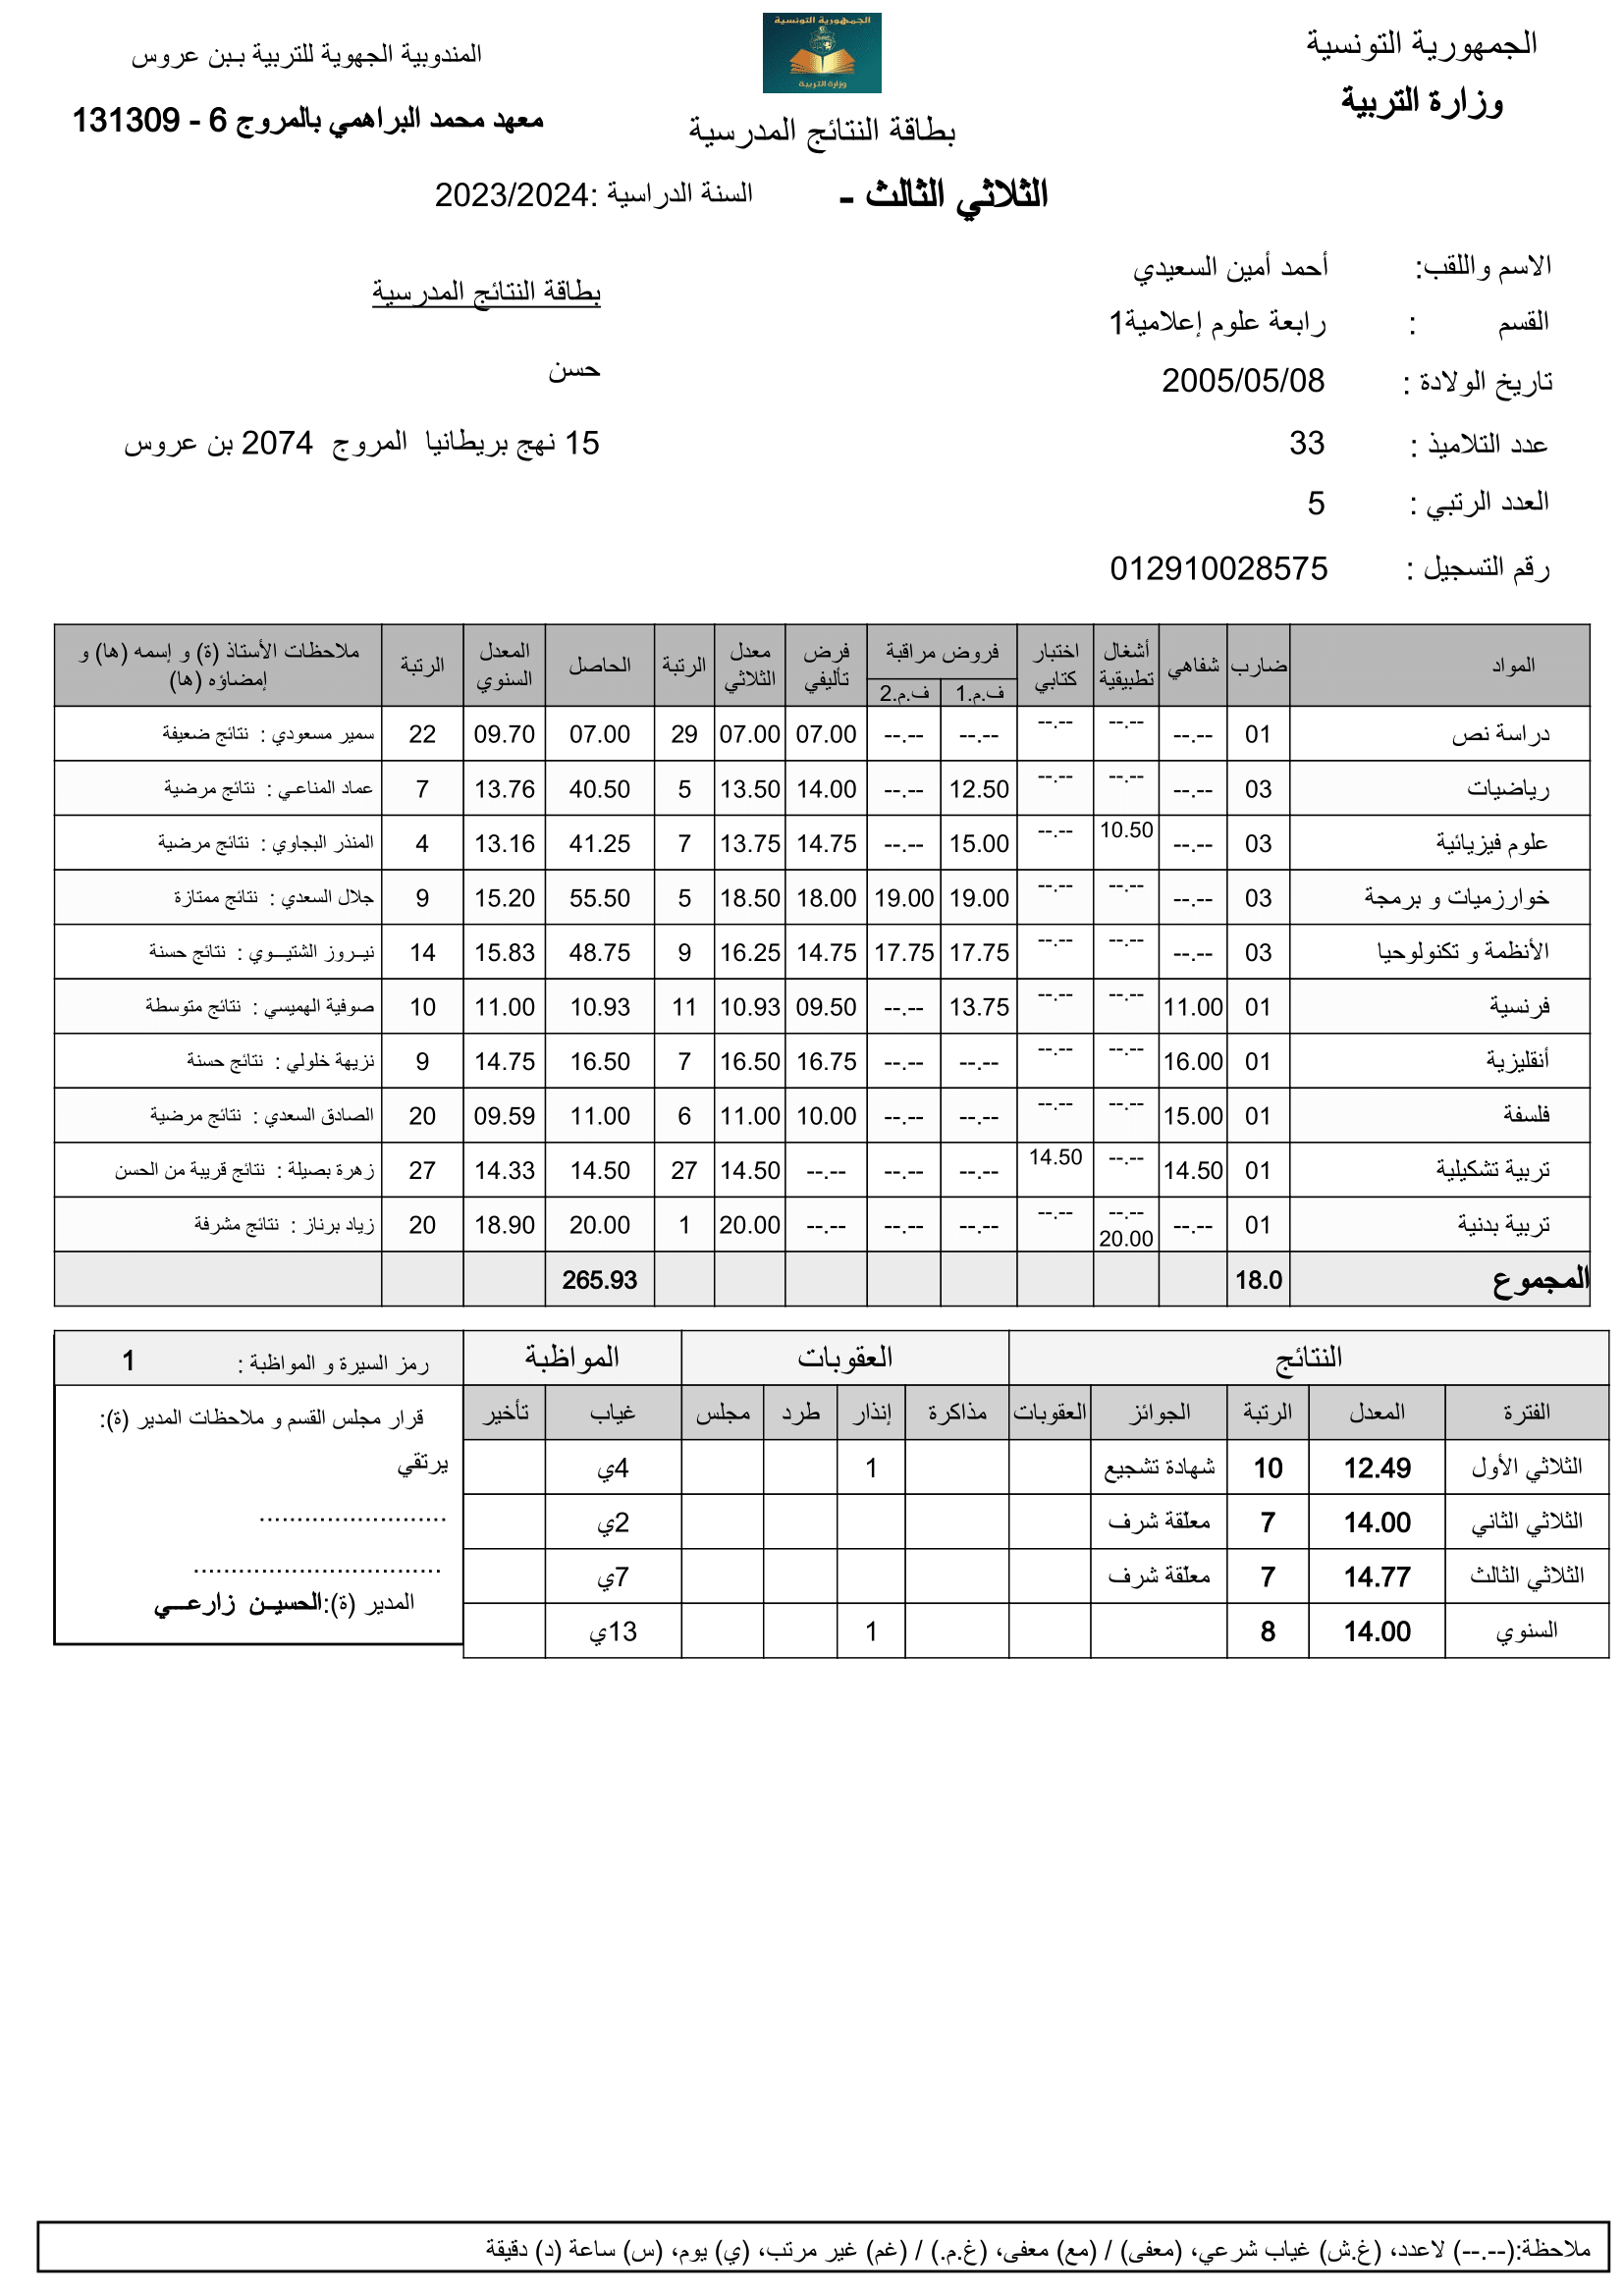 الجمهورية التونسية
وزارة التربية
الجمهورية التونسية
وزارة التربية
المندوبية الجهوية للتربية بـبن عروس
معهد محمد البراهمي بالمروج 6 - 131309
بطاقة النتائج المدرسية
الثلاثي الثالث -
السنة الدراسية :2023/2024
الاسم واللقب: أحمد أمين السعيدي
القسم : رابعة علوم إعلامية1
تاريخ الولادة : 2005/05/08
عدد التلاميذ : 33
العدد الرتبي : 5
رقم التسجيل : 012910028575
بطاقة النتائج المدرسية
حسن
15 نهج بريطانيا المروج 2074 بن عروس
المواد ضارب شفاهي أشغال تطبيقية اختبار كتابي فروض مراقبة ف.م.1 ف.م.2 فرض تأليفي معدل الثلاثي الرتبة الحاصل المعدل السنوي الرتبة ملاحظات الأستاذ (ة) و إسمه (ها) و إمضاؤه (ها)
دراسة نص 01 --.-- --.-- --.-- --.-- --.-- 07.00 07.00 29 07.00 09.70 22 سمير مسعودي : نتائج ضعيفة
رياضيات 03 --.-- --.-- --.-- 12.50 --.-- 14.00 13.50 5 40.50 13.76 7 عماد المناعي : نتائج مرضية
علوم فيزيائية 03 --.-- 10.50 --.-- 15.00 --.-- 14.75 13.75 7 41.25 13.16 4 المنذر البجاوي : نتائج مرضية
خوارزميات و برمجة 03 --.-- --.-- --.-- 19.00 19.00 18.00 18.50 5 55.50 15.20 9 جلال السعدي : نتائج ممتازة
الأنظمة و تكنولوحيا 03 --.-- --.-- --.-- 17.75 17.75 14.75 16.25 9 48.75 15.83 14 نيــروز الشتيـــوي : نتائج حسنة
فرنسية 01 11.00 --.-- --.-- 13.75 --.-- 09.50 10.93 11 10.93 11.00 10 صوفية الهميسي : نتائج متوسطة
أنقليزية 01 16.00 --.-- --.-- --.-- --.-- 16.75 16.50 7 16.50 14.75 9 نزيهة خلولي : نتائج حسنة
فلسفة 01 15.00 --.-- --.-- --.-- --.-- 10.00 11.00 6 11.00 09.59 20 الصادق السعدي : نتائج مرضية
تربية تشكيلية 01 14.50 --.-- 14.50 --.-- --.-- --.-- 14.50 27 14.50 14.33 27 زهرة بصيلة : نتائج قريبة من الحسن
تربية بدنية 01 --.-- --.-- 20.00 --.-- --.-- --.-- --.-- 20.00 1 20.00 18.90 20 زياد برناز : نتائج مشرفة
المجموع 18.0 265.93
النتائج العقوبات المواظبة
الفترة المعدل الرتبة الجوائز العقوبات مذاكرة إنذار طرد مجلس غياب تأخير
الثلاثي الأول 12.49 10 شهادة تشجيع 1 4ي
الثلاثي الثاني 14.00 7 معلّقة شرف 2ي
الثلاثي الثالث 14.77 7 معلّقة شرف 7ي
السنوي 14.00 8 1 13ي
رمز السيرة و المواظبة : 1
قرار مجلس القسم و ملاحظات المدير (ة):
يرتقي
.........................
.................................
المدير (ة):الحسيــن زارعـــي
ملاحظة:(--.--) لاعدد، (غ.ش) غياب شرعي، (معفى) / (مع) معفى، (غ.م.) / (غم) غير مرتب، (ي) يوم، (س) ساعة (د) دقيقة